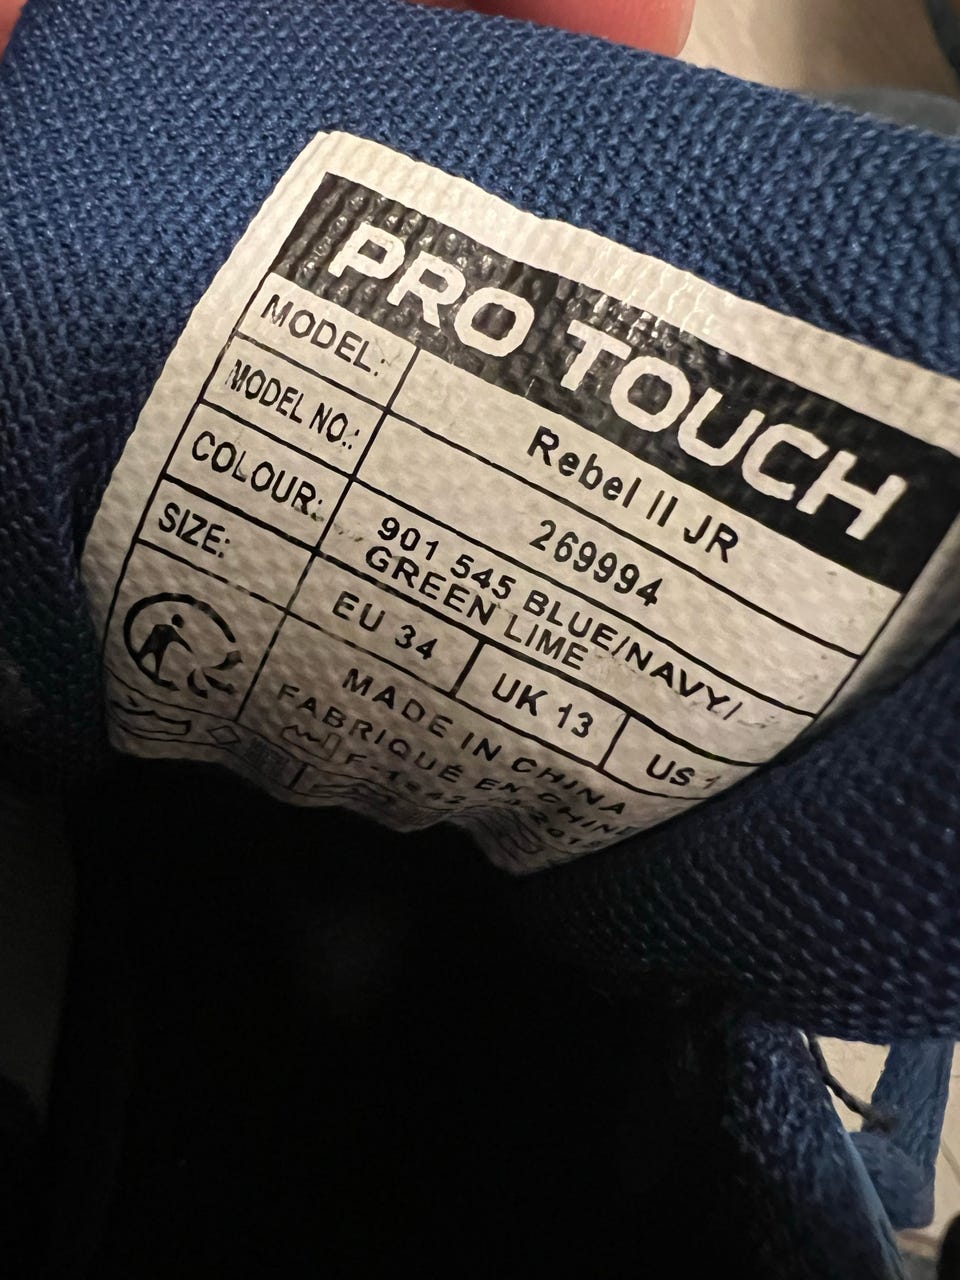 PRO TOUCH
MODEL: Rebel II JR
MODEL NO.: 269994
COLOUR: 901 545 BLUE/NAVY/
GREEN LIME
SIZE: EU 34 UK 13 US
MADE IN CHINA
FABRIQUÉ EN CHINE